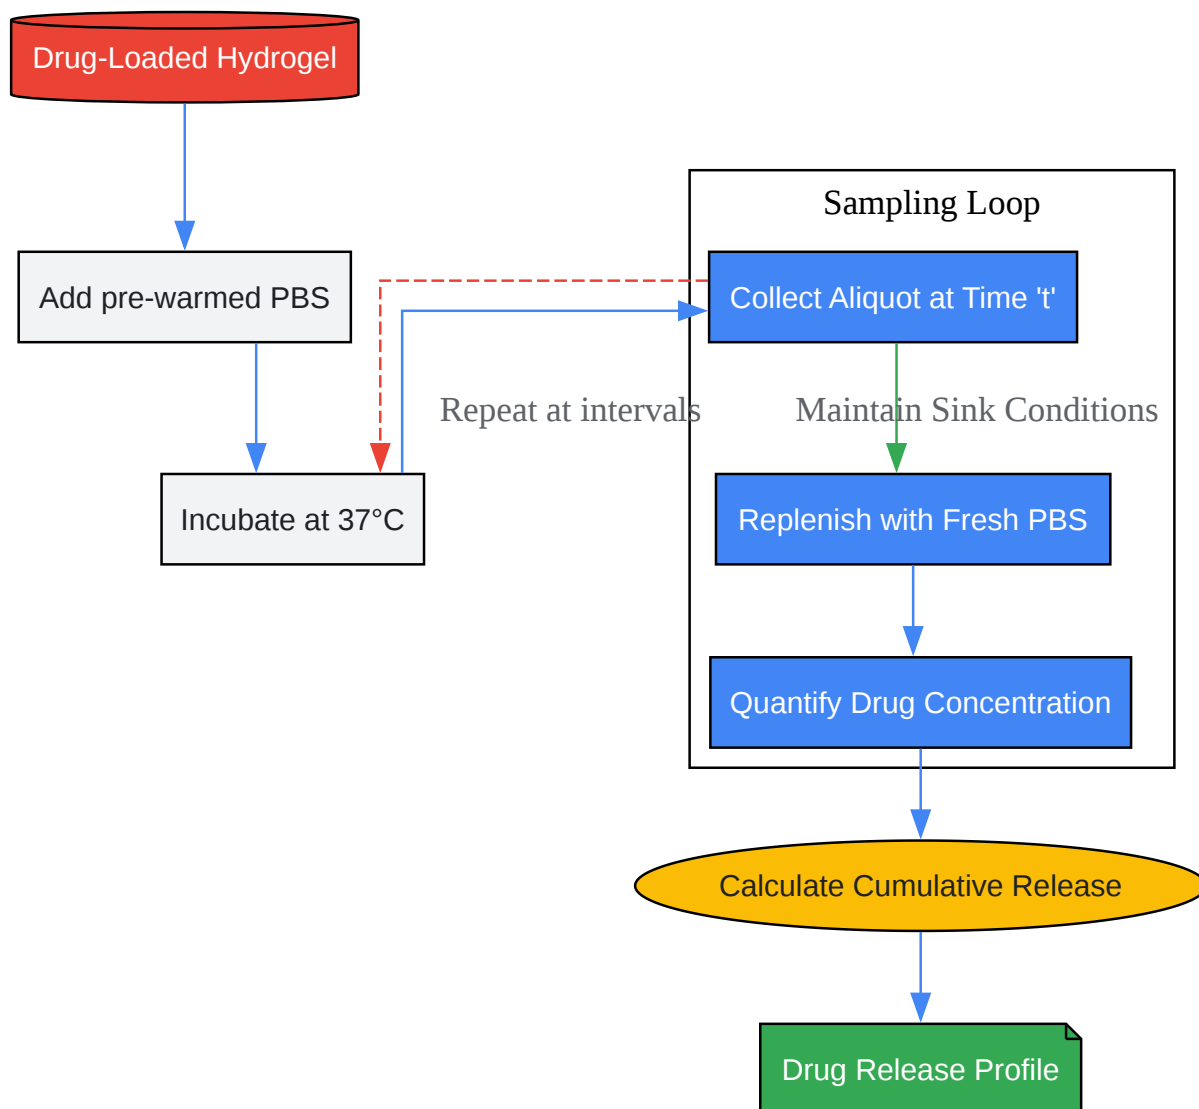 Drug-Loaded Hydrogel
Sampling Loop
Add pre-warmed PBS
Collect Aliquot at Time 't'
Repeat at intervals
Maintain Sink Conditions
Incubate at 37°C
Replenish with Fresh PBS
Quantify Drug Concentration
Calculate Cumulative Release
Drug Release Profile